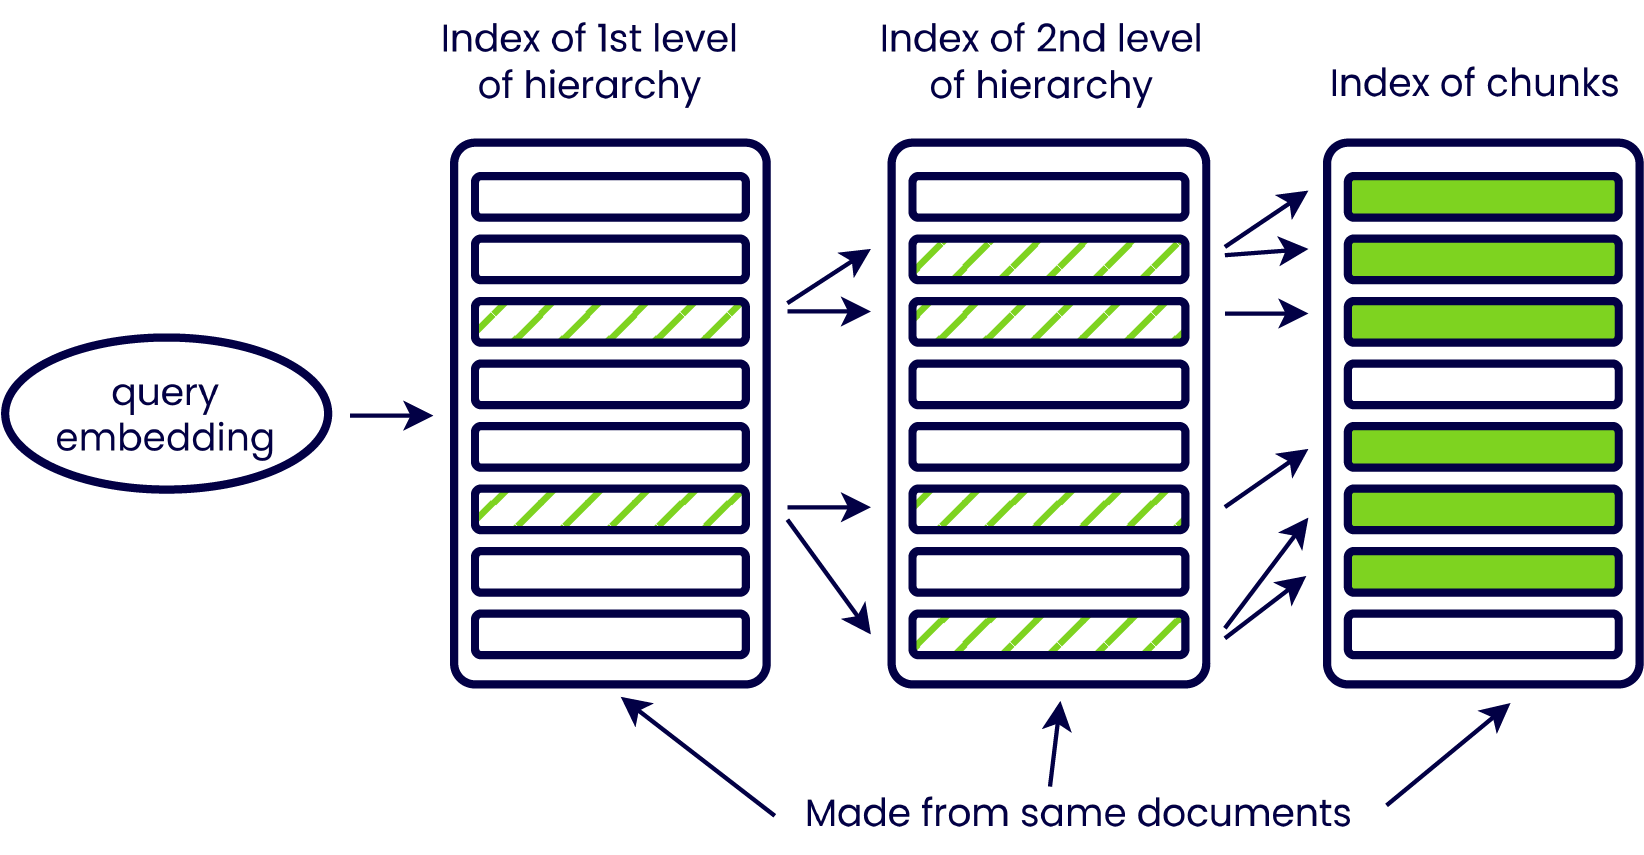 Index of 1st level
of hierarchy
Index of 2nd level
of hierarchy
Index of chunks
query
embedding
Made from same documents